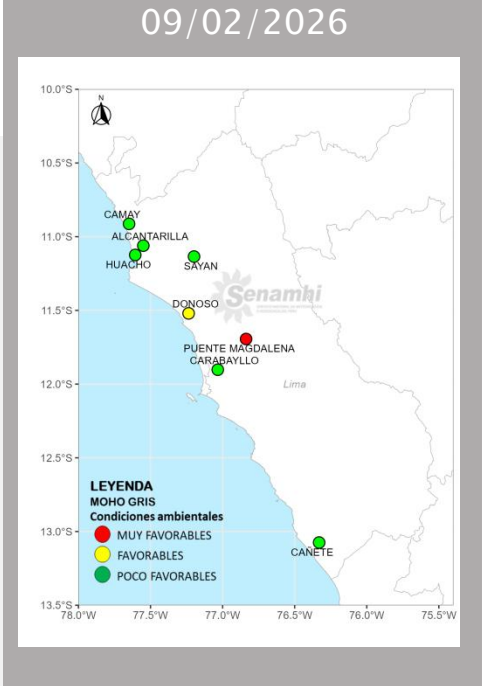 09/02/2026
10.0°S
N
10.5°S
CAMAY
11.0°S
ALCANTARILLA
HUACHO
SAYAN
Senamhi
11.5°S
DONOSO
PUENTE MAGDALENA
CARABAYLLO
12.0°S
Lima
12.5°S
LEYENDA
MOHO GRIS
Condiciones ambientales
13.0°S
MUY FAVORABLES
FAVORABLES
POCO FAVORABLES
CAÑETE
13.5°S
78.0°W 77.5°W 77.0°W 76.5°W 76.0°W 75.5°W